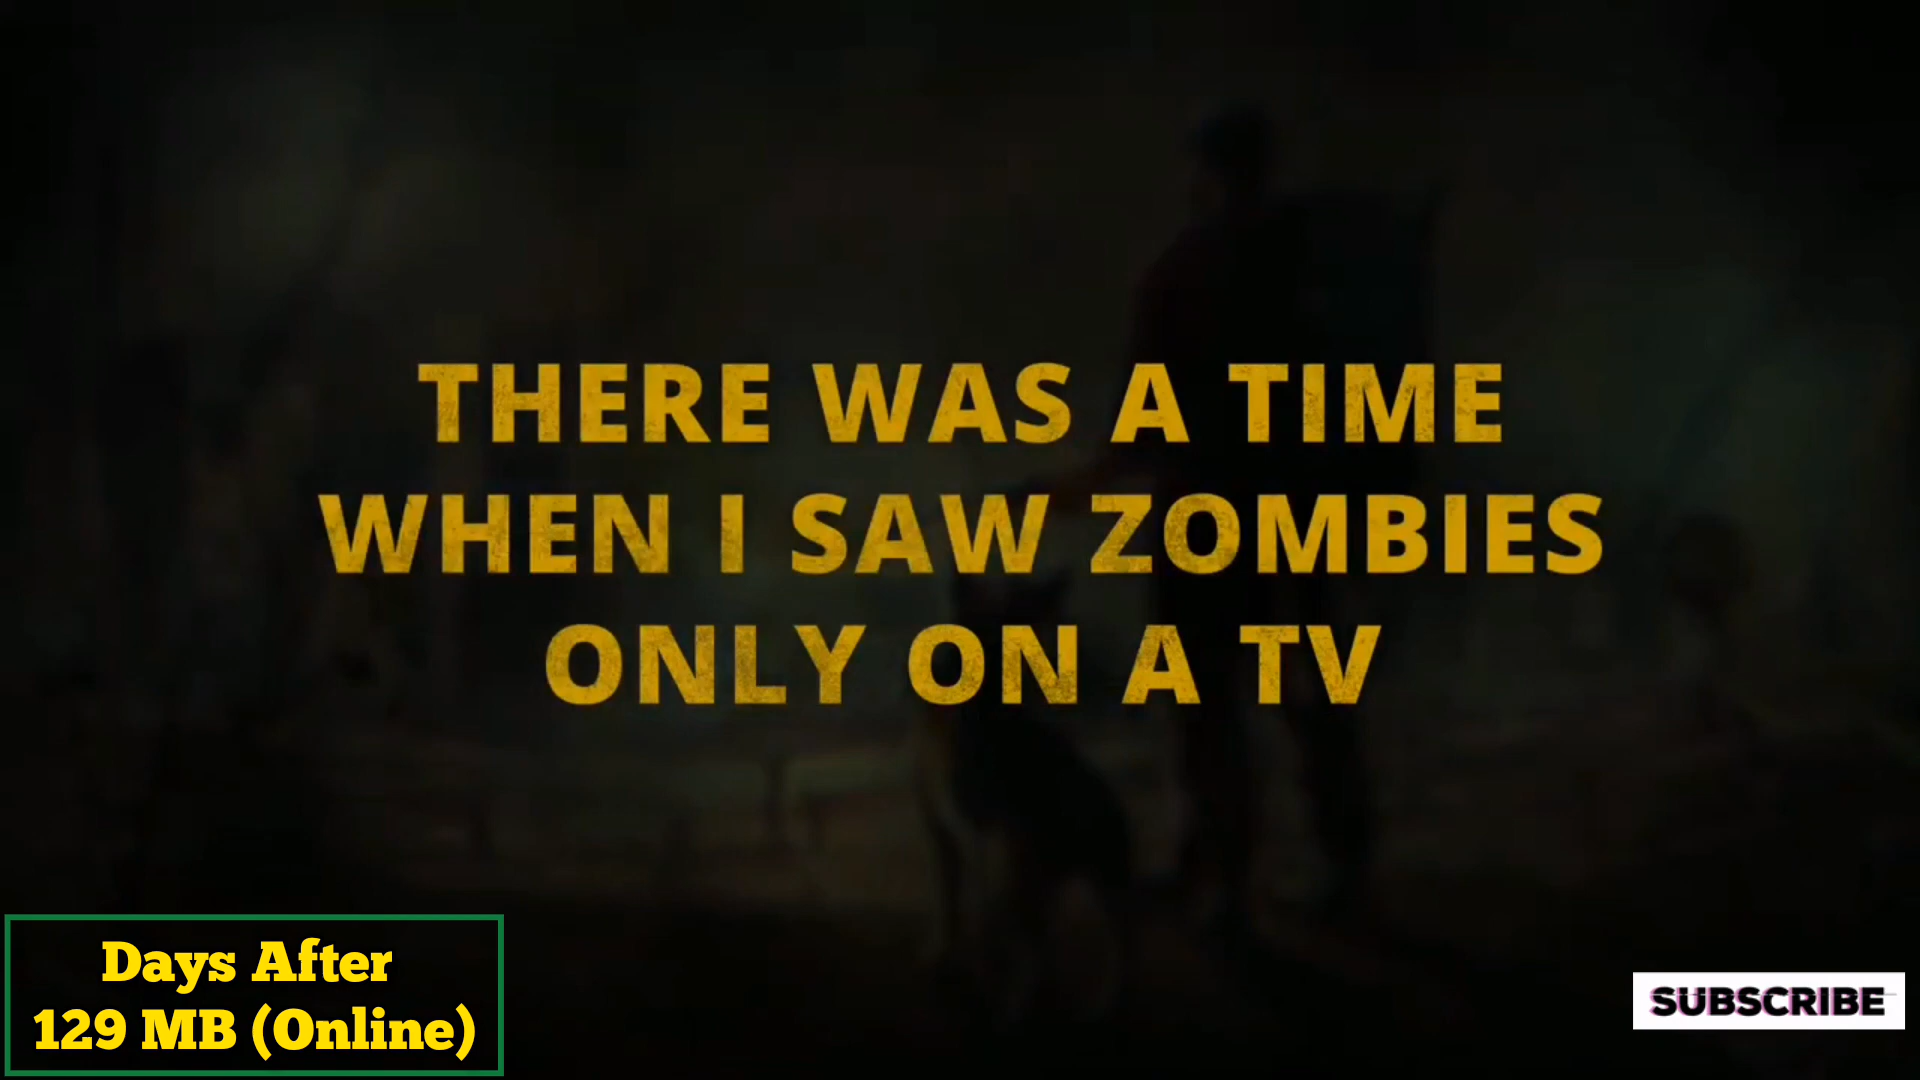 THERE WAS A TIME
WHEN I SAW ZOMBIES
ONLY ON A TV
Days After
129 MB (Online)
SUBSCRIBE